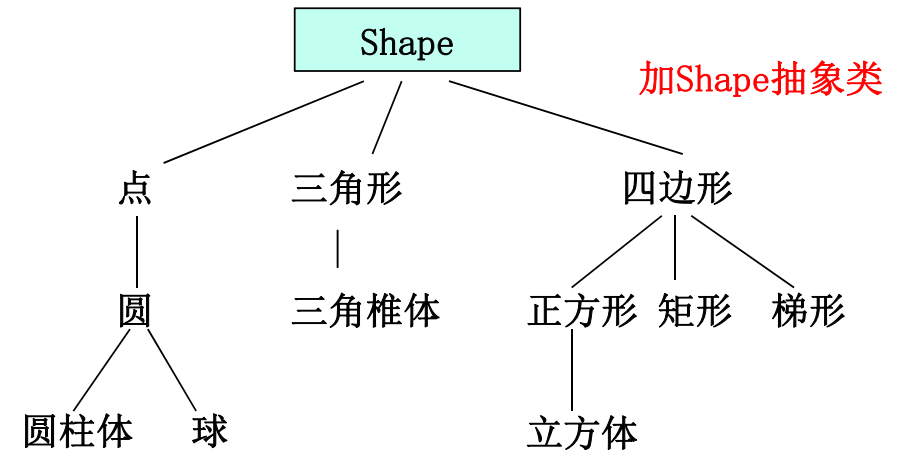 Shape
加Shape抽象类
点 三角形 四边形
圆 三角椎体 正方形 矩形 梯形
圆柱体 球 立方体